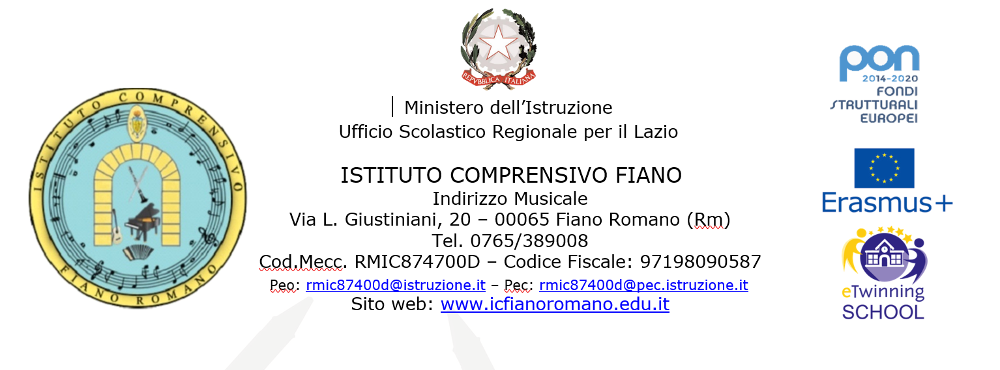 REPVBBLICA ITALIANA
Ministero dell’Istruzione
Ufficio Scolastico Regionale per il Lazio
ISTITUTO COMPRENSIVO FIANO
Indirizzo Musicale
Via L. Giustiniani, 20 – 00065 Fiano Romano (Rm)
Tel. 0765/389008
Cod.Mecc. RMIC874700D – Codice Fiscale: 97198090587
Peo: rmic87400d@istruzione.it – Pec: rmic87400d@pec.istruzione.it
Sito web: www.icfianoromano.edu.it
ISTITUTO COMPRENSIVO
FIANO ROMANO
pon
2014-2020
FONDI
STRUTTURALI
EUROPEI
Erasmus+
eTwinning
SCHOOL